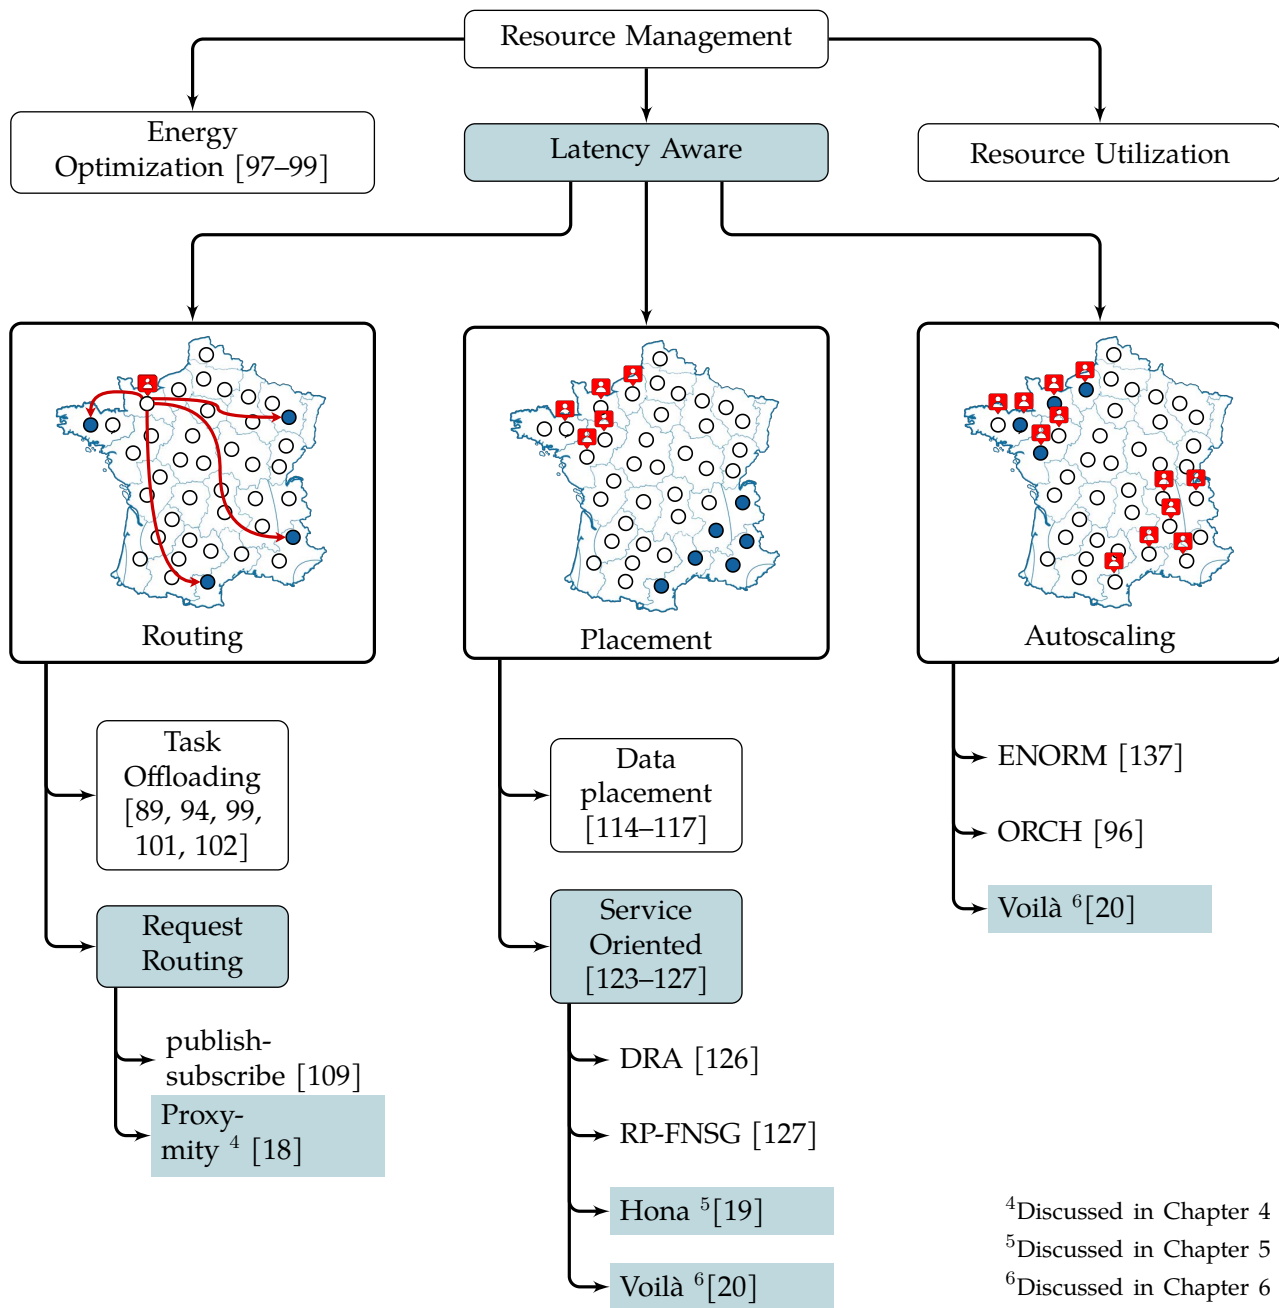 Resource Management
Energy
Optimization [97–99]
Latency Aware
Resource Utilization
Routing
Placement
Autoscaling
Task
Offloading
[89, 94, 99,
101, 102]
Request
Routing
publish-
subscribe [109]
Proxy-
mity 4 [18]
Data
placement
[114–117]
Service
Oriented
[123–127]
DRA [126]
RP-FNSG [127]
Hona 5[19]
Voilà 6[20]
ENORM [137]
ORCH [96]
Voilà 6[20]
4Discussed in Chapter 4
5Discussed in Chapter 5
6Discussed in Chapter 6